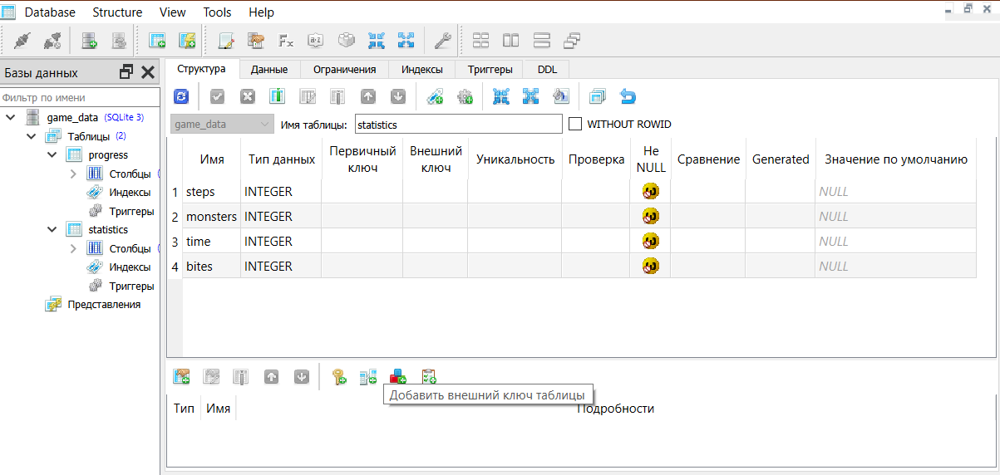 Database Structure View Tools Help
Базы данных
Фильтр по имени
game_data (SQLite 3)
Таблицы (2)
progress
Столбцы
Индексы
Триггеры
statistics
Столбцы
Индексы
Триггеры
Представления
Структура Данные Ограничения Индексы Триггеры DDL
game_data Имя таблицы: statistics WITHOUT ROWID
Имя Тип данных Первичный ключ Внешний ключ Уникальность Проверка Не NULL Сравнение Generated Значение по умолчанию
1 steps INTEGER NULL
2 monsters INTEGER NULL
3 time INTEGER NULL
4 bites INTEGER NULL
Добавить внешний ключ таблицы
Тип Имя Подробности